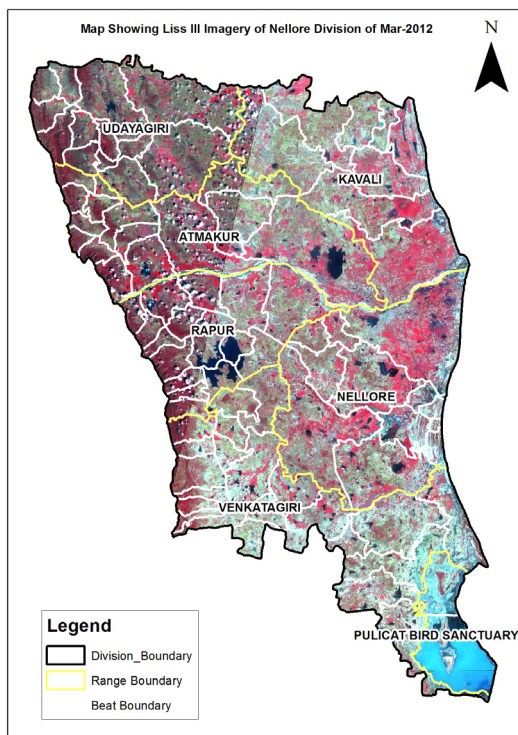 Map Showing Liss III Imagery of Nellore Division of Mar-2012
N
UDAYAGIRI
KAVALI
ATMAKUR
RAPUR
NELLORE
VENKATAGIRI
PULICAT BIRD SANCTUARY
Legend
Division_Boundary
Range Boundary
Beat Boundary